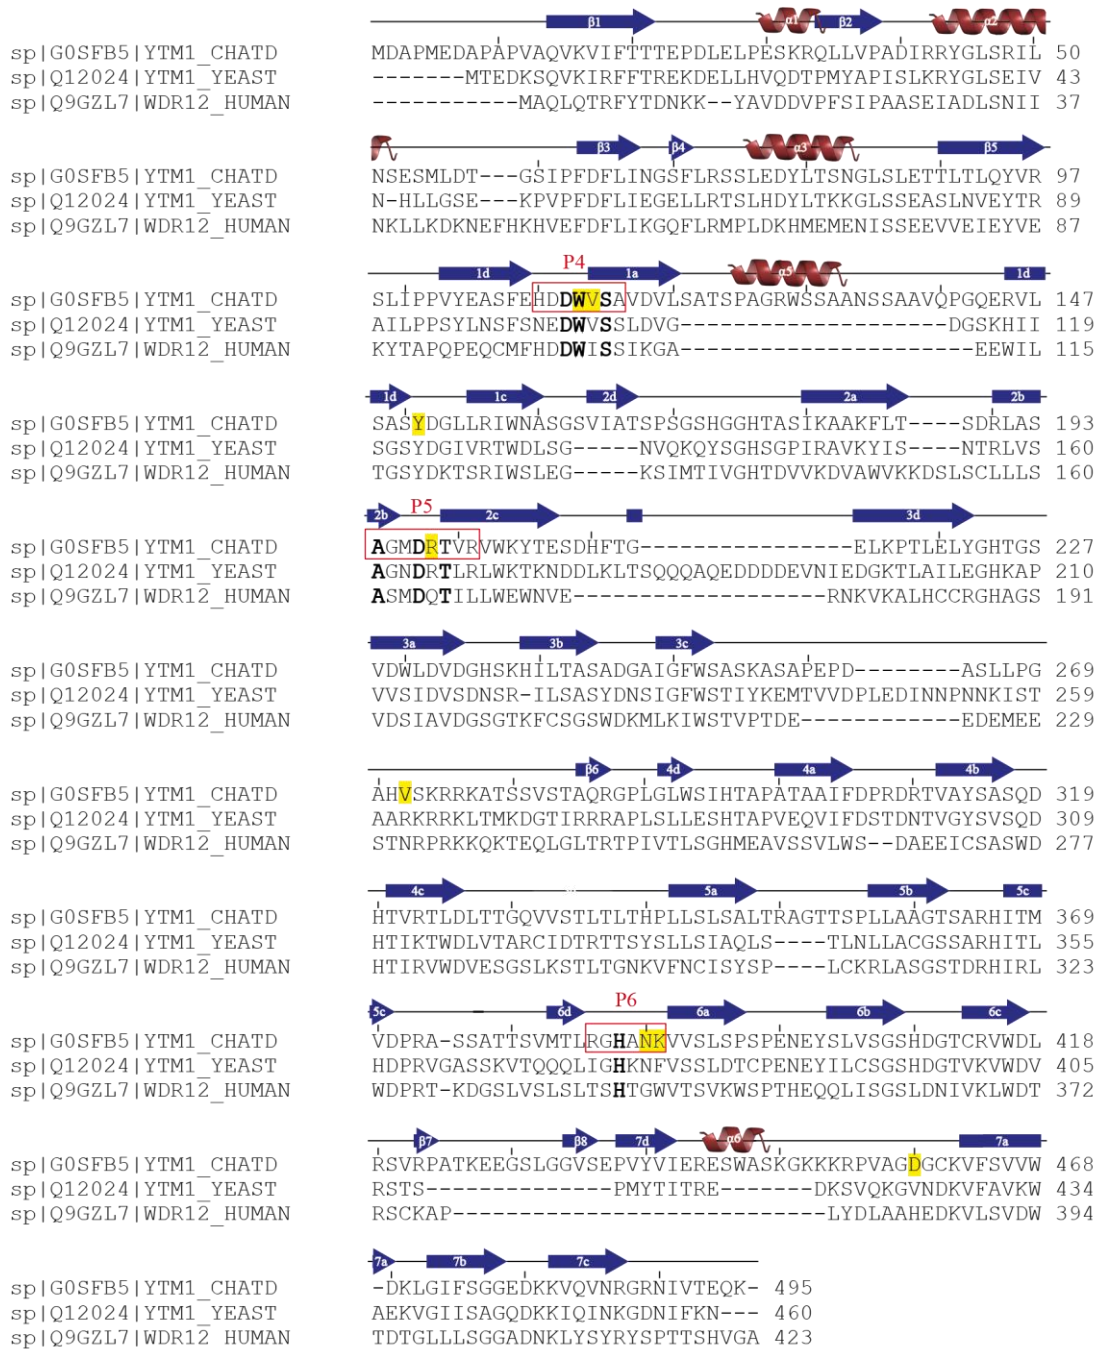 β1 α1 β2 α2
sp|G0SFB5|YTM1_CHATD MDAPMEDAPAPVAQVKVIFTTTEPDLELPESKRQLLVPADIRRYGLSRIL 50
sp|Q12024|YTM1_YEAST -------MTEDKSQVKIRFFTREKDELLHVQDTPMYAPISLKRYGLSEIV 43
sp|Q9GZL7|WDR12_HUMAN -----------MAQLQTRFYTDNKK--YAVDDVPFSIPAASEIADLSNII 37
β3 β4 α3 β5
sp|G0SFB5|YTM1_CHATD NSESMLDT---GSIPFDFLINGSFLRSSLEDYLTSNGLSLETTLTLQYVR 97
sp|Q12024|YTM1_YEAST N-HLLGSE---KPVPFDFLIEGELLRTSLHDYLTKKGLSSEASLNVEYTR 89
sp|Q9GZL7|WDR12_HUMAN NKLLKDKNEFHKHVEFDFLIKGQFLRMPLDKHMEMENISSEEVVEIEYVE 87
P4
1d 1a α5 1d
sp|G0SFB5|YTM1_CHATD SLIPPVYEASFEHDDWVSAVDVLSATSPAGRWSSAANSSAAVQPGQERVL 147
sp|Q12024|YTM1_YEAST AILPPSYLNSFSNEDWVSSLDVG--------------------DGSKHII 119
sp|Q9GZL7|WDR12_HUMAN KYTAPQPEQCMFHDDWISSIKGA----------------------EEWIL 115
1d 1c 2d 2a 2b
sp|G0SFB5|YTM1_CHATD SASYDGLLRIWNASGSVIATSPSGSHGGHTASIKAAKFLT----SDRLAS 193
sp|Q12024|YTM1_YEAST SGSYDGIVRTWDLSG-----NVQKQYSGHSGPIRAVKYIS----NTRLVS 160
sp|Q9GZL7|WDR12_HUMAN TGSYDKTSRIWSLEG-----KSIMTIVGHTDVVKDVAWVKKDSLSCLLLS 160
P5
2b 2c 3d
sp|G0SFB5|YTM1_CHATD AGMDRTVRVWKYTESDHFTG----------------ELKPTLELYGHTGS 227
sp|Q12024|YTM1_YEAST AGNDRTLRLWKTKNDDLKLTSQQQAQEDDDDEVNIEDGKTLAILEGHKAP 210
sp|Q9GZL7|WDR12_HUMAN ASMDQTILLWEWNVE-------------------RNKVKALHCCRGHAGS 191
3a 3b 3c
sp|G0SFB5|YTM1_CHATD VDWLDVDGHSKHILTASADGAIGFWSASKASAPEPD--------ASLLPG 269
sp|Q12024|YTM1_YEAST VVSIDVSDNSR-ILSASYDNSIGFWSTIYKEMTVVDPLEDINNPNNKIST 259
sp|Q9GZL7|WDR12_HUMAN VDSIAVDGSGTKFCSGSWDKMLKIWSTVPTDE------------EDEMEE 229
β6 4d 4a 4b
sp|G0SFB5|YTM1_CHATD AHVSKRRKATSSVSTAQRGPLGLWSIHTAPATAAIFDPRDRTVAYSASQD 319
sp|Q12024|YTM1_YEAST AARKRRKLTMKDGTIRRRAPLSLLESHTAPVEQVIFDSTDNTVGYSVSQD 309
sp|Q9GZL7|WDR12_HUMAN STNRPRKKQKTEQLGLTRTPIVTLSGHMEAVSSVLWS--DAEEICSASWD 277
4c 5a 5b 5c
sp|G0SFB5|YTM1_CHATD HTVRTLDLTTGQVVSTLTLTHPLLSLSALTRAGTTSPLLAAGTSARHITM 369
sp|Q12024|YTM1_YEAST HTIKTWDLVTARCIDTRTTSYSLLSIAQLS----TLNLLACGSSARHITL 355
sp|Q9GZL7|WDR12_HUMAN HTIRVWDVESGSLKSTLTGNKVFNCISYSP----LCKRLASGSTDRHIRL 323
P6
5c 6d 6a 6b 6c
sp|G0SFB5|YTM1_CHATD VDPRA-SSATTSVMTLRGHANKVVSLSPSPENEYSLVSGSHDGTCRVWDL 418
sp|Q12024|YTM1_YEAST HDPRVGASSKVTQQQLIGHKNFVSSLDTCPENEYILCSGSHDGTVKVWDV 405
sp|Q9GZL7|WDR12_HUMAN WDPRT-KDGSLVSLSLTSHTGWVTSVKWSPTHEQQLISGSLDNIVKLWDT 372
β7 β8 7d α6 7a
sp|G0SFB5|YTM1_CHATD RSVRPATKEEGSLGGVSEPVYVIERESWASKGKKKRPVAGDGCKVFSVVW 468
sp|Q12024|YTM1_YEAST RSTS--------------PMYTITRE-------DKSVQKGVNDKVFAVKW 434
sp|Q9GZL7|WDR12_HUMAN RSCKAP----------------------------LYDLAAHEDKVLSVDW 394
7a 7b 7c
sp|G0SFB5|YTM1_CHATD -DKLGIFSGGEDKKVQVNRGRNIVTEQK- 495
sp|Q12024|YTM1_YEAST AEKVGIISAGQDKKIQINKGDNIFKN--- 460
sp|Q9GZL7|WDR12_HUMAN TDTGLLLSGGADNKLYSYRYSPTTSHVGA 423